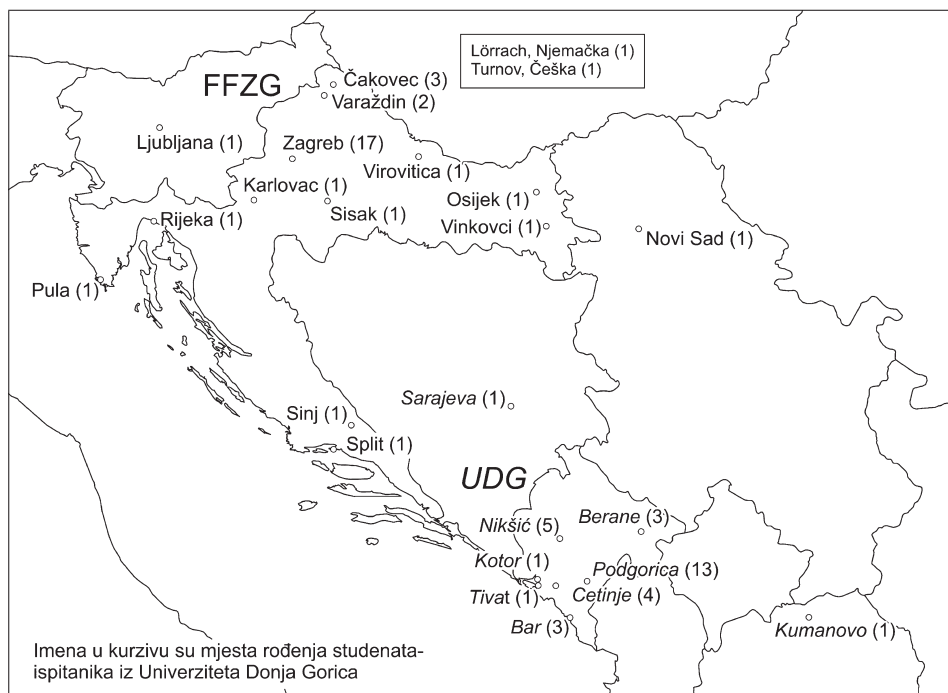 Lörrach, Njemačka (1)
Turnov, Češka (1)
FFZG
Čakovec (3)
Varaždin (2)
Ljubljana (1)
Zagreb (17)
Virovitica (1)
Karlovac (1)
Osijek (1)
Sisak (1)
Rijeka (1)
Vinkovci (1)
Novi Sad (1)
Pula (1)
Sarajeva (1)
Sinj (1)
Split (1)
UDG
Nikšić (5)
Berane (3)
Kotor (1)
Podgorica (13)
Tivat (1)
Cetinje (4)
Bar (3)
Kumanovo (1)
Imena u kurzivu su mjesta rođenja studenata-
ispitanika iz Univerziteta Donja Gorica